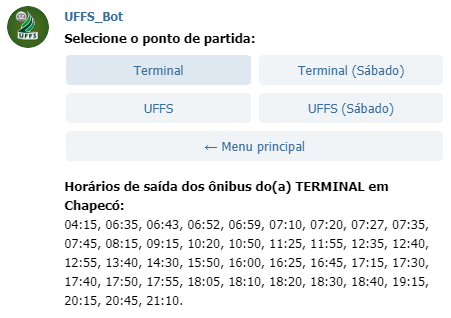 UFFS
UFFS_Bot
Selecione o ponto de partida:
Terminal
Terminal (Sábado)
UFFS
UFFS (Sábado)
← Menu principal
Horários de saída dos ônibus do(a) TERMINAL em
Chapecó:
04:15, 06:35, 06:43, 06:52, 06:59, 07:10, 07:20, 07:27, 07:35,
07:45, 08:15, 09:15, 10:20, 10:50, 11:25, 11:55, 12:35, 12:40,
12:55, 13:40, 14:30, 15:50, 16:00, 16:25, 16:45, 17:15, 17:30,
17:40, 17:50, 17:55, 18:05, 18:10, 18:20, 18:30, 18:40, 19:15,
20:15, 20:45, 21:10.